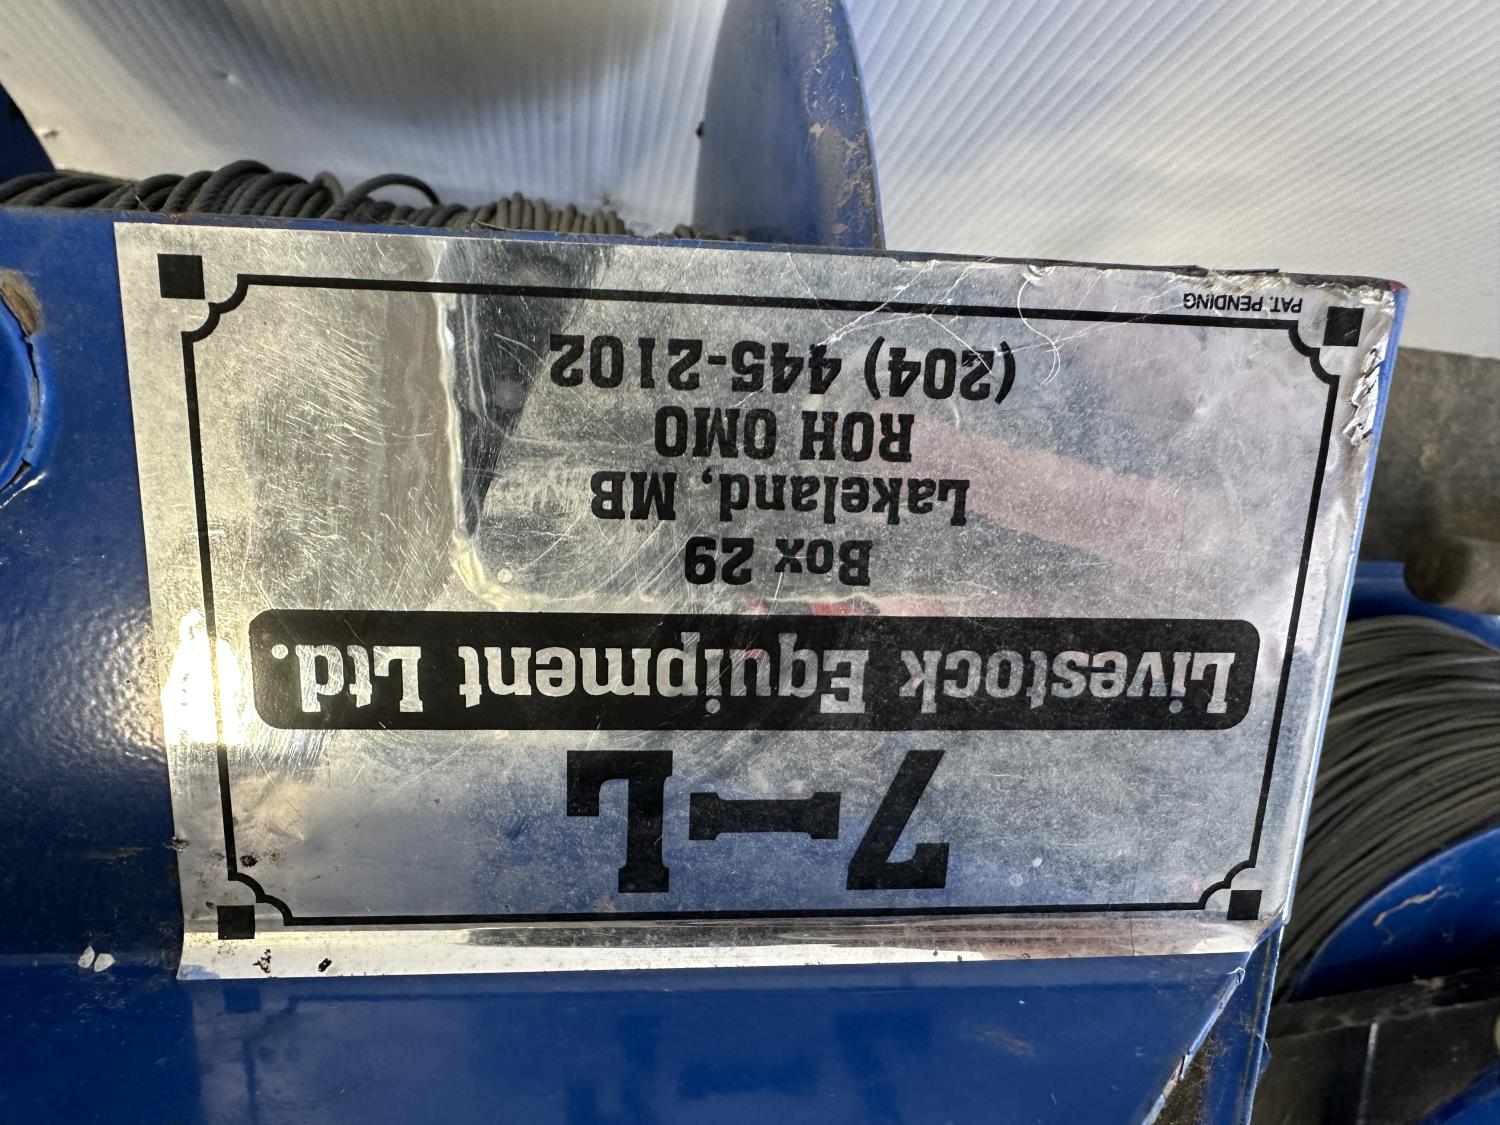 7-L
Livestock Equipment Ltd.
Box 29
Lakeland, MB
R0H 0M0
(204) 445-2102
PAT. PENDING